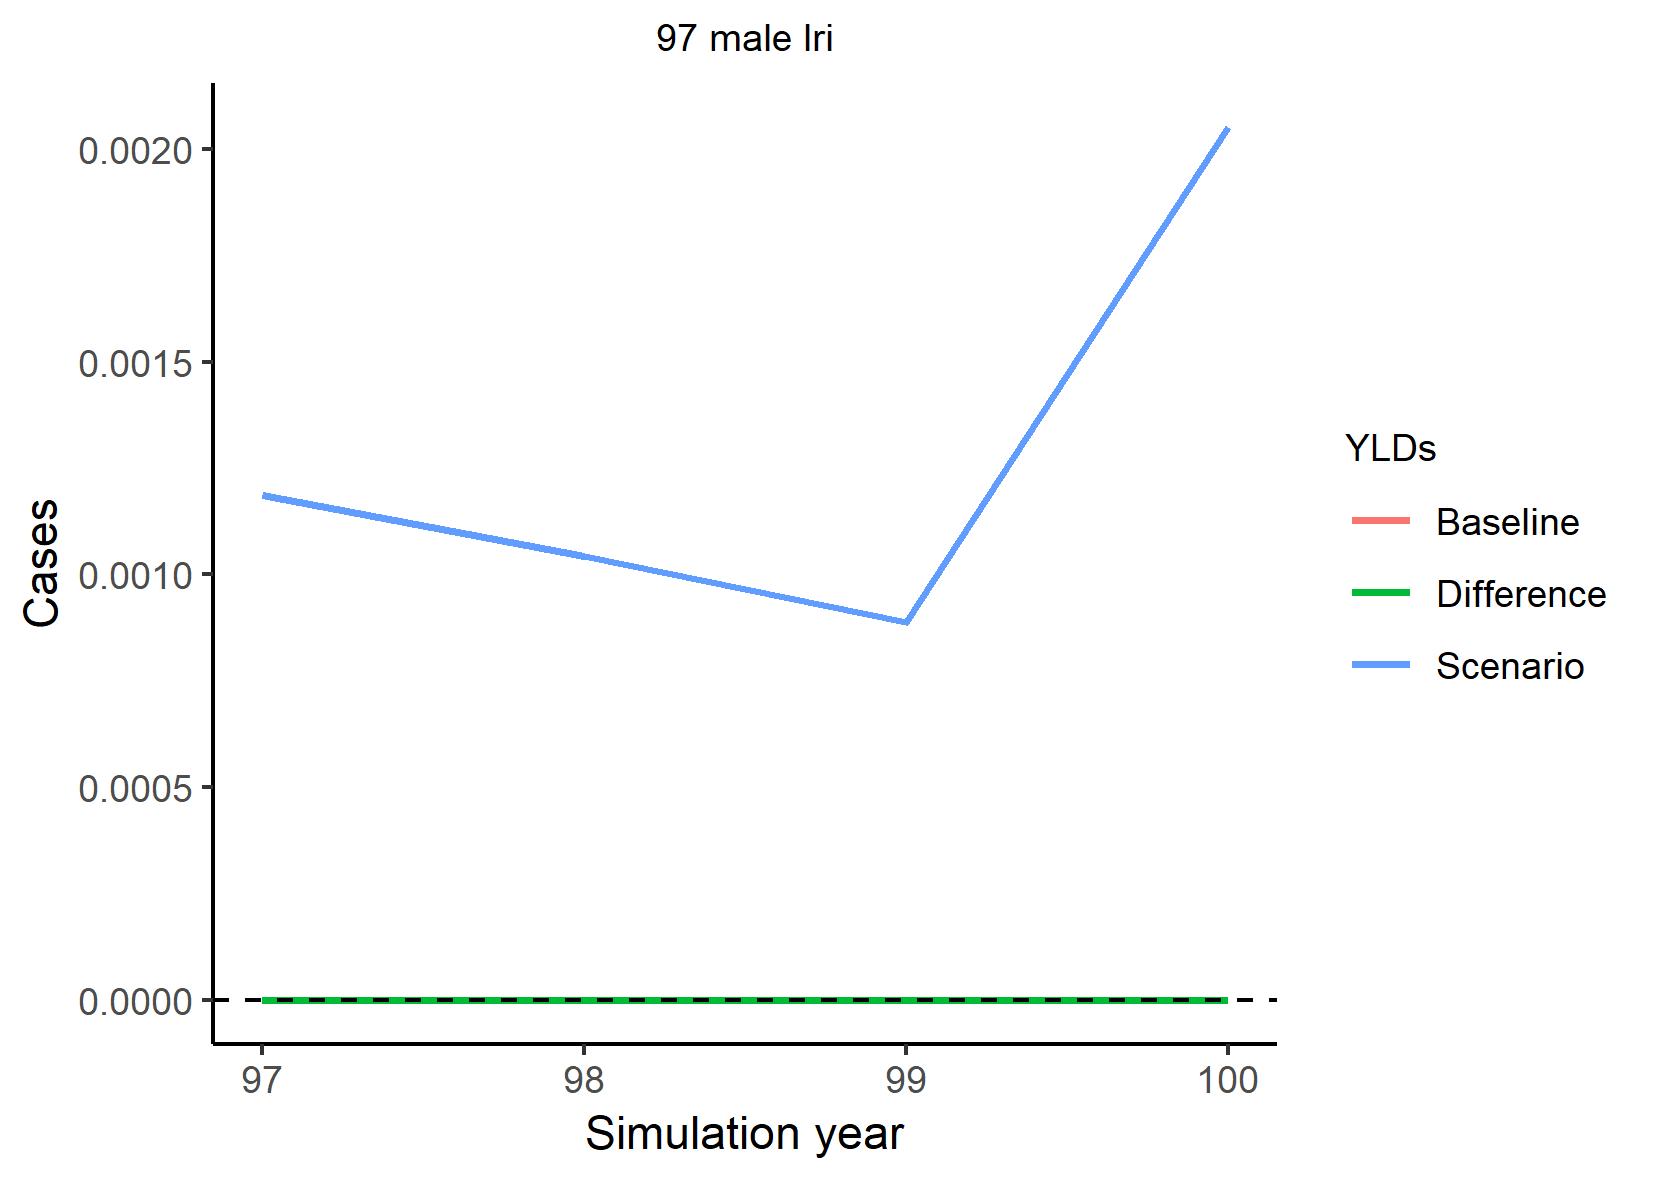 97 male lri
Cases
0.0020
0.0015
0.0010
0.0005
0.0000
97 98 99 100
Simulation year
YLDs
Baseline
Difference
Scenario